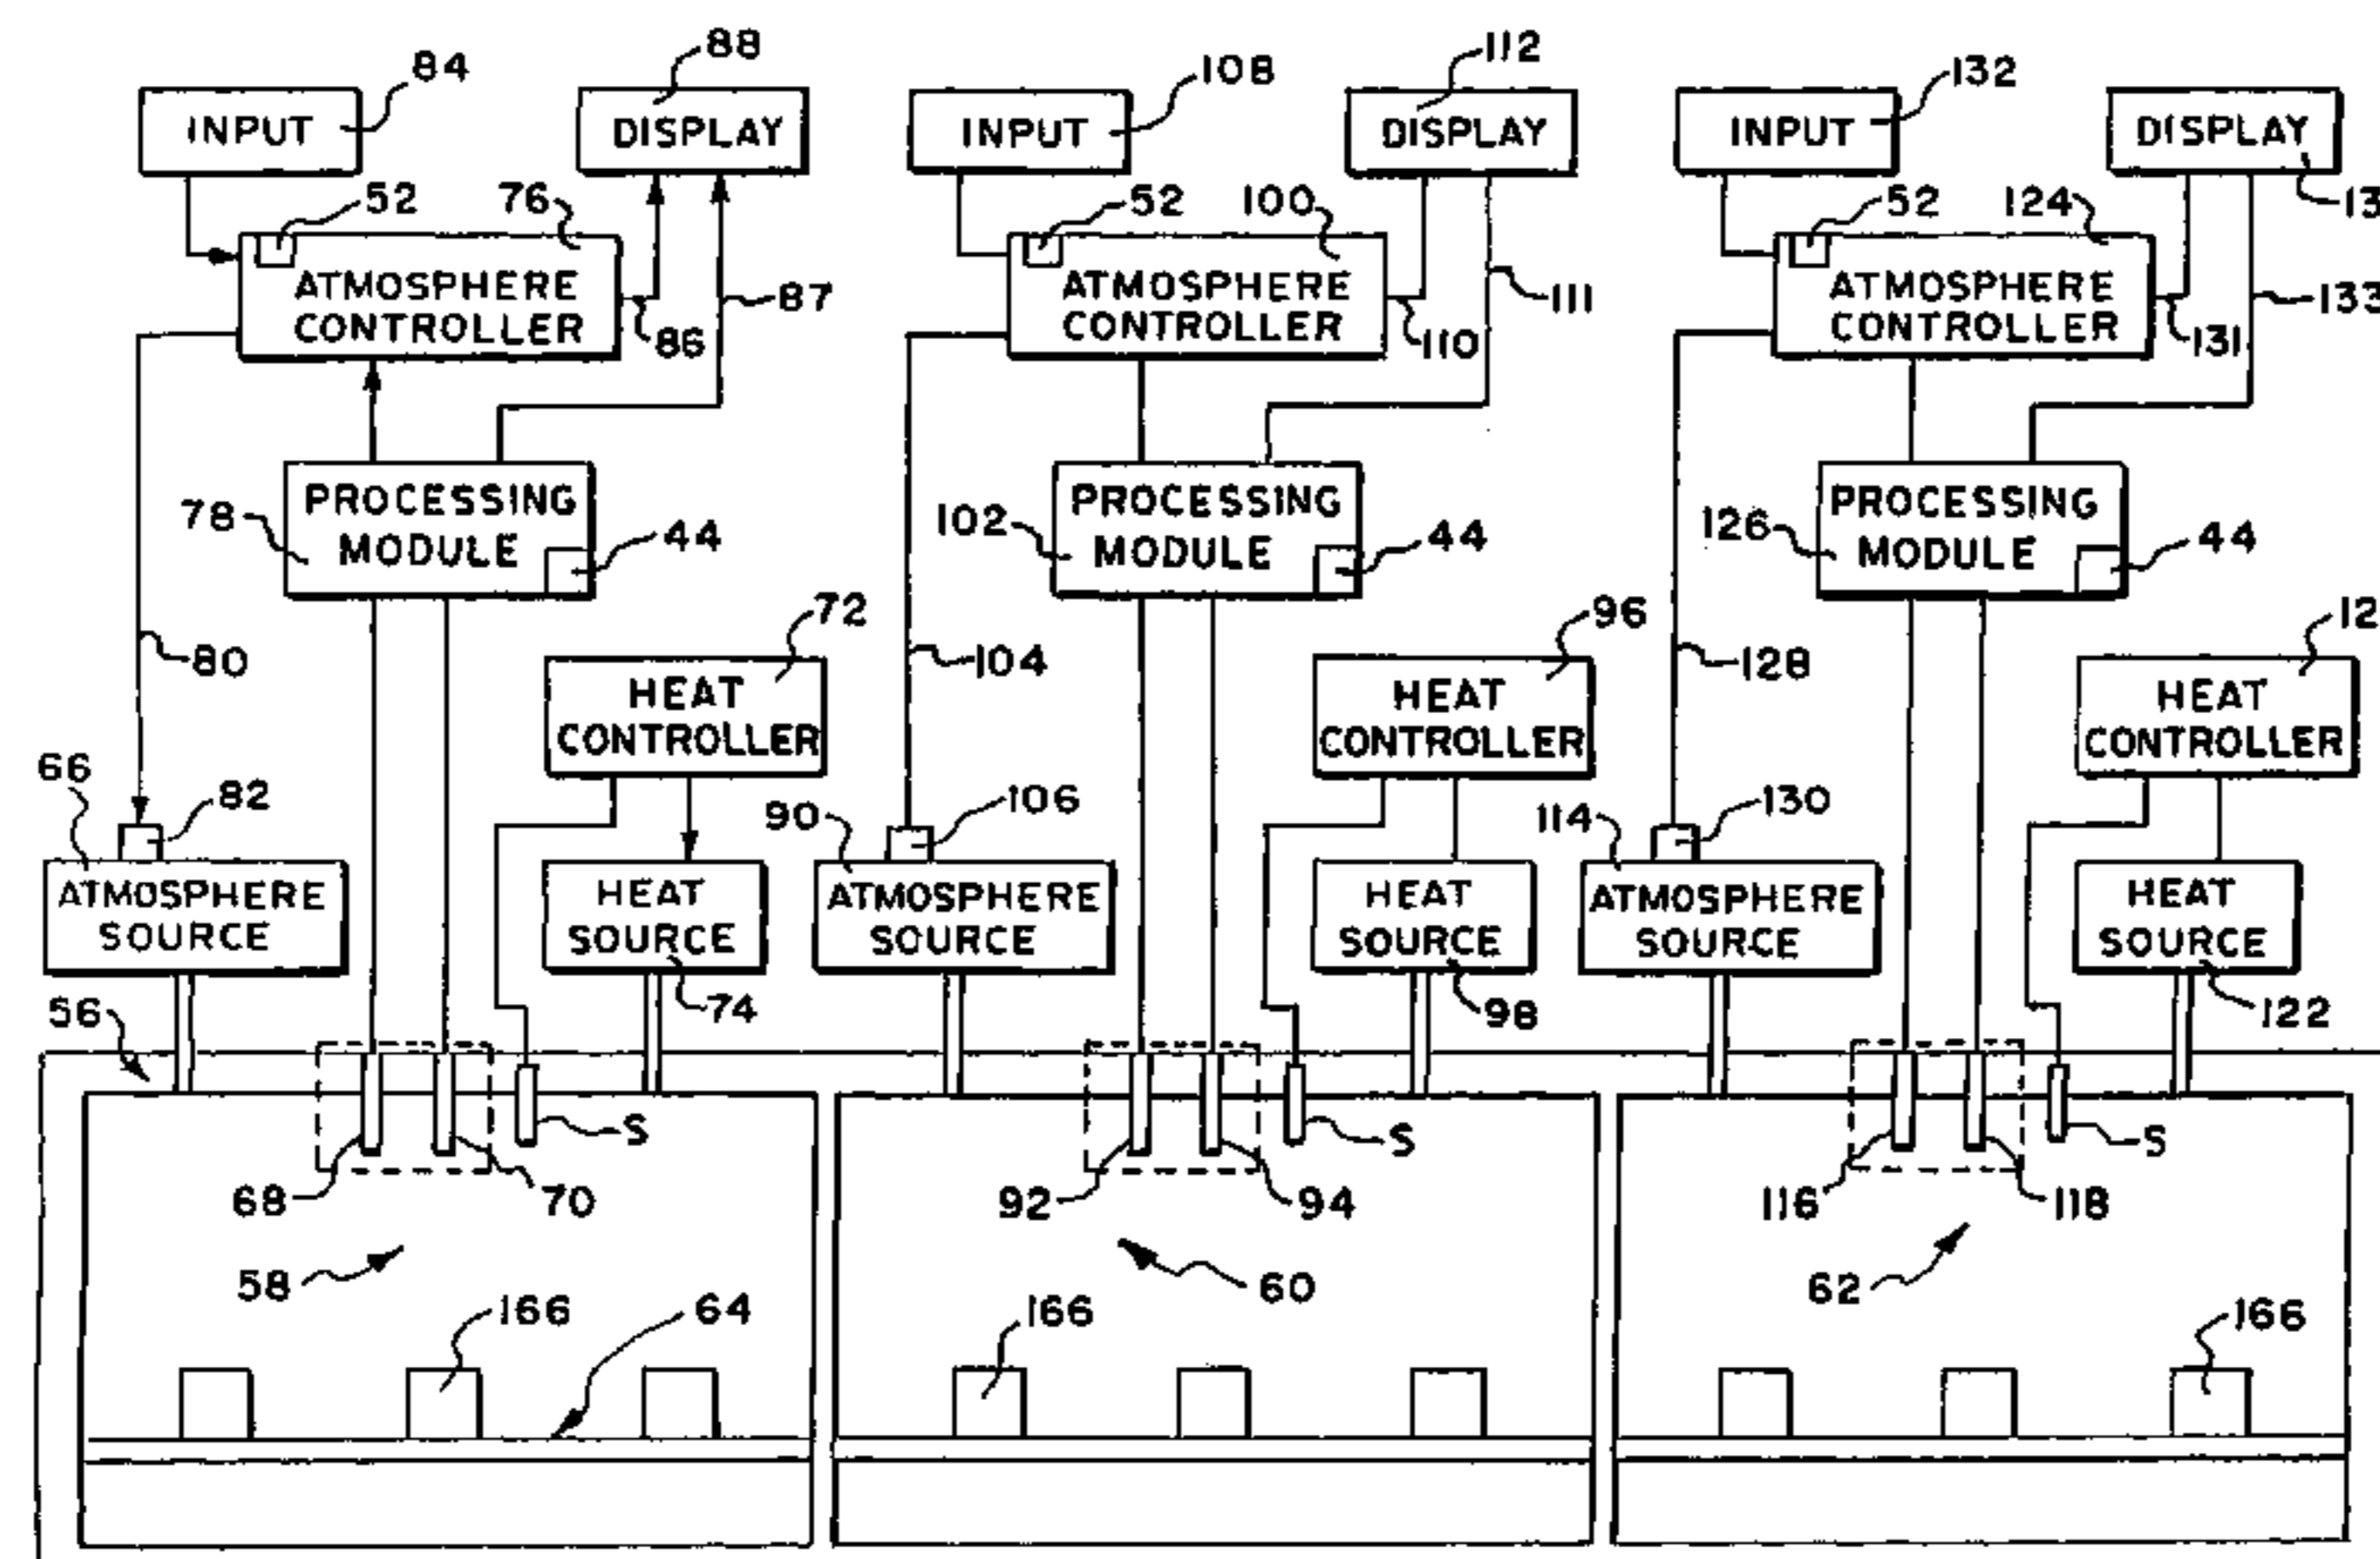 88
112
84
108
132
INPUT
DISPLAY
INPUT
DISPLAY
INPUT
DISPLAY
52
76
52
100
52
124
13
ATMOSPHERE
CONTROLLER
87
86
ATMOSPHERE
CONTROLLER
111
110
ATMOSPHERE
CONTROLLER
133
131
PROCESSING
MODULE
78
44
PROCESSING
MODULE
102
44
PROCESSING
MODULE
126
44
72
96
12
80
104
128
HEAT
CONTROLLER
HEAT
CONTROLLER
HEAT
CONTROLLER
66
82
90
106
114
130
ATMOSPHERE
SOURCE
HEAT
SOURCE
ATMOSPHERE
SOURCE
HEAT
SOURCE
ATMOSPHERE
SOURCE
HEAT
SOURCE
56
74
98
122
S
S
S
68
70
92
94
116
118
58
60
62
166
64
166
166